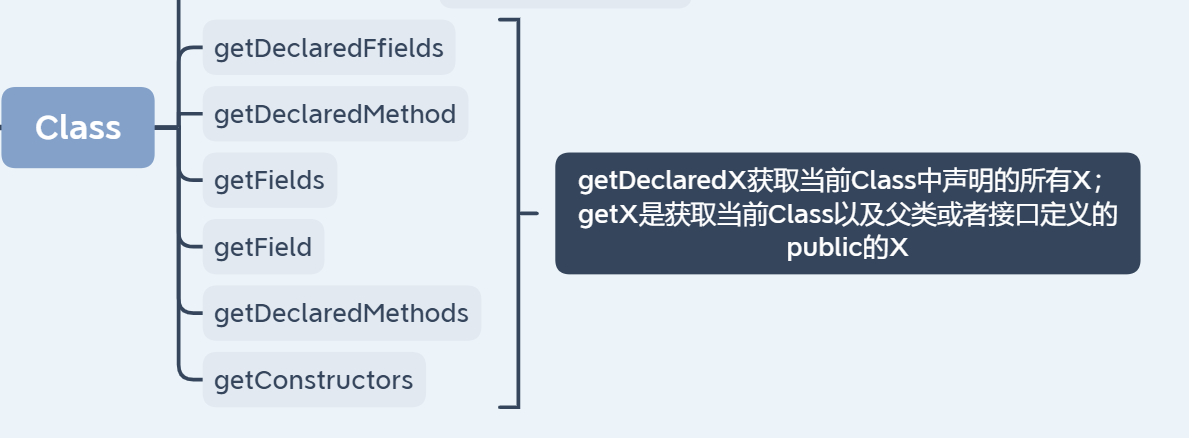 getDeclaredFfields
getDeclaredMethod
Class
getFields
getField
getDeclaredMethods
getConstructors
getDeclaredX获取当前Class中声明的所有X；
getX是获取当前Class以及父类或者接口定义的
public的X